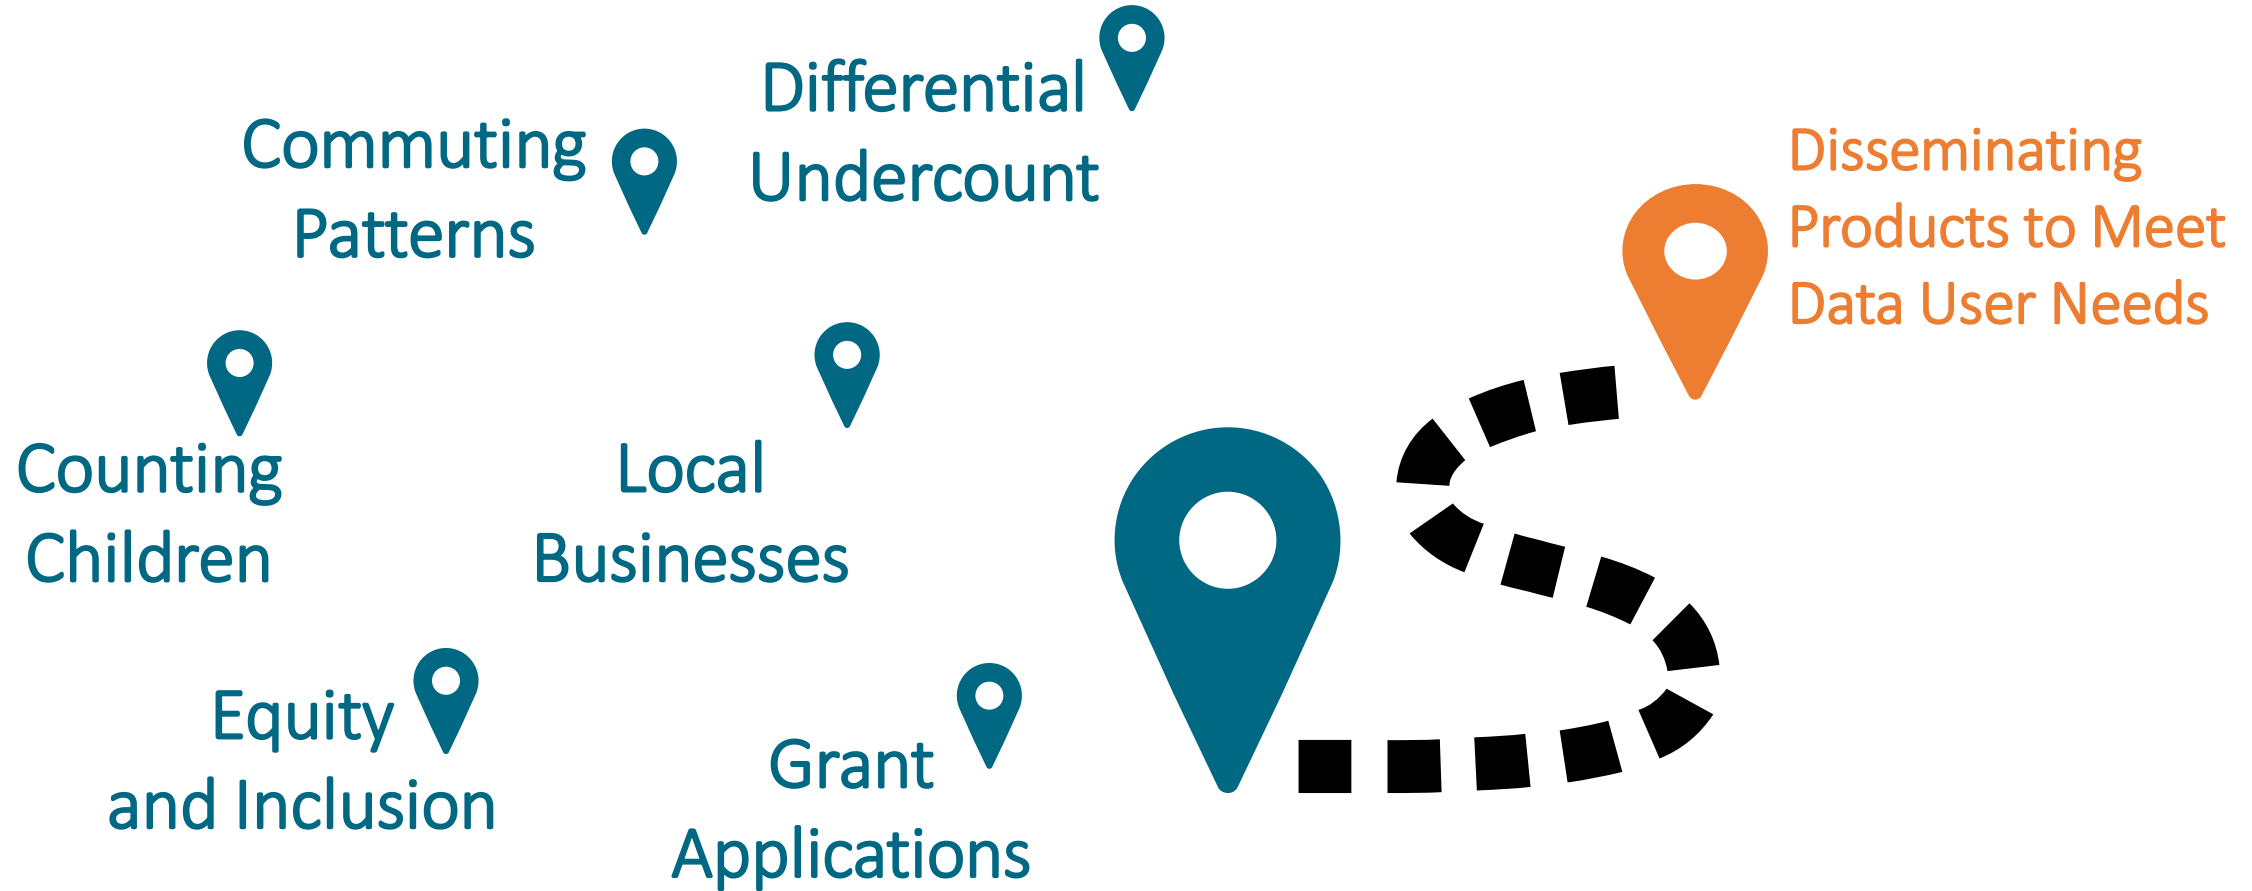 Differential
Undercount
Commuting
Patterns
Disseminating
Products to Meet
Data User Needs
Counting
Children
Local
Businesses
Equity
and Inclusion
Grant
Applications